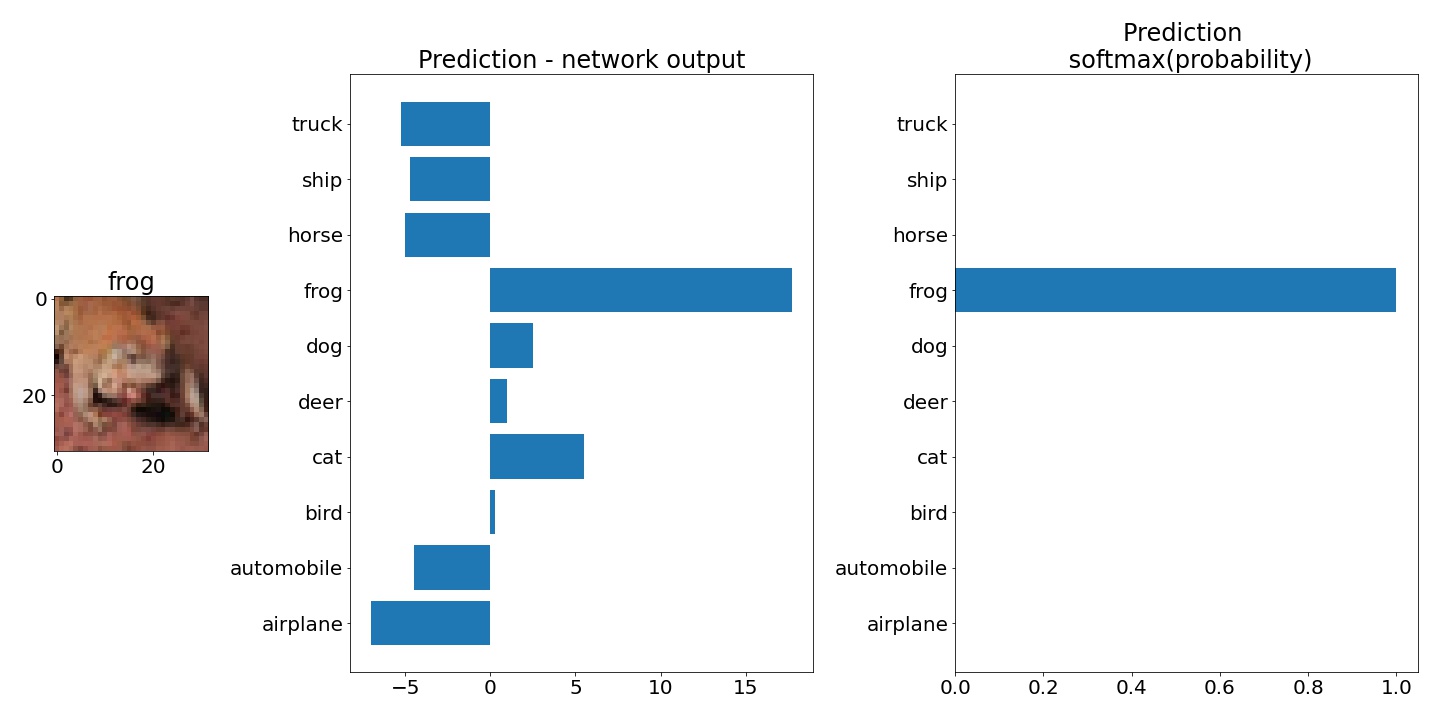 frog
0
20
0 20
Prediction - network output
truck
ship
horse
frog
dog
deer
cat
bird
automobile
airplane
−5 0 5 10 15
Prediction
softmax(probability)
truck
ship
horse
frog
dog
deer
cat
bird
automobile
airplane
0.0 0.2 0.4 0.6 0.8 1.0